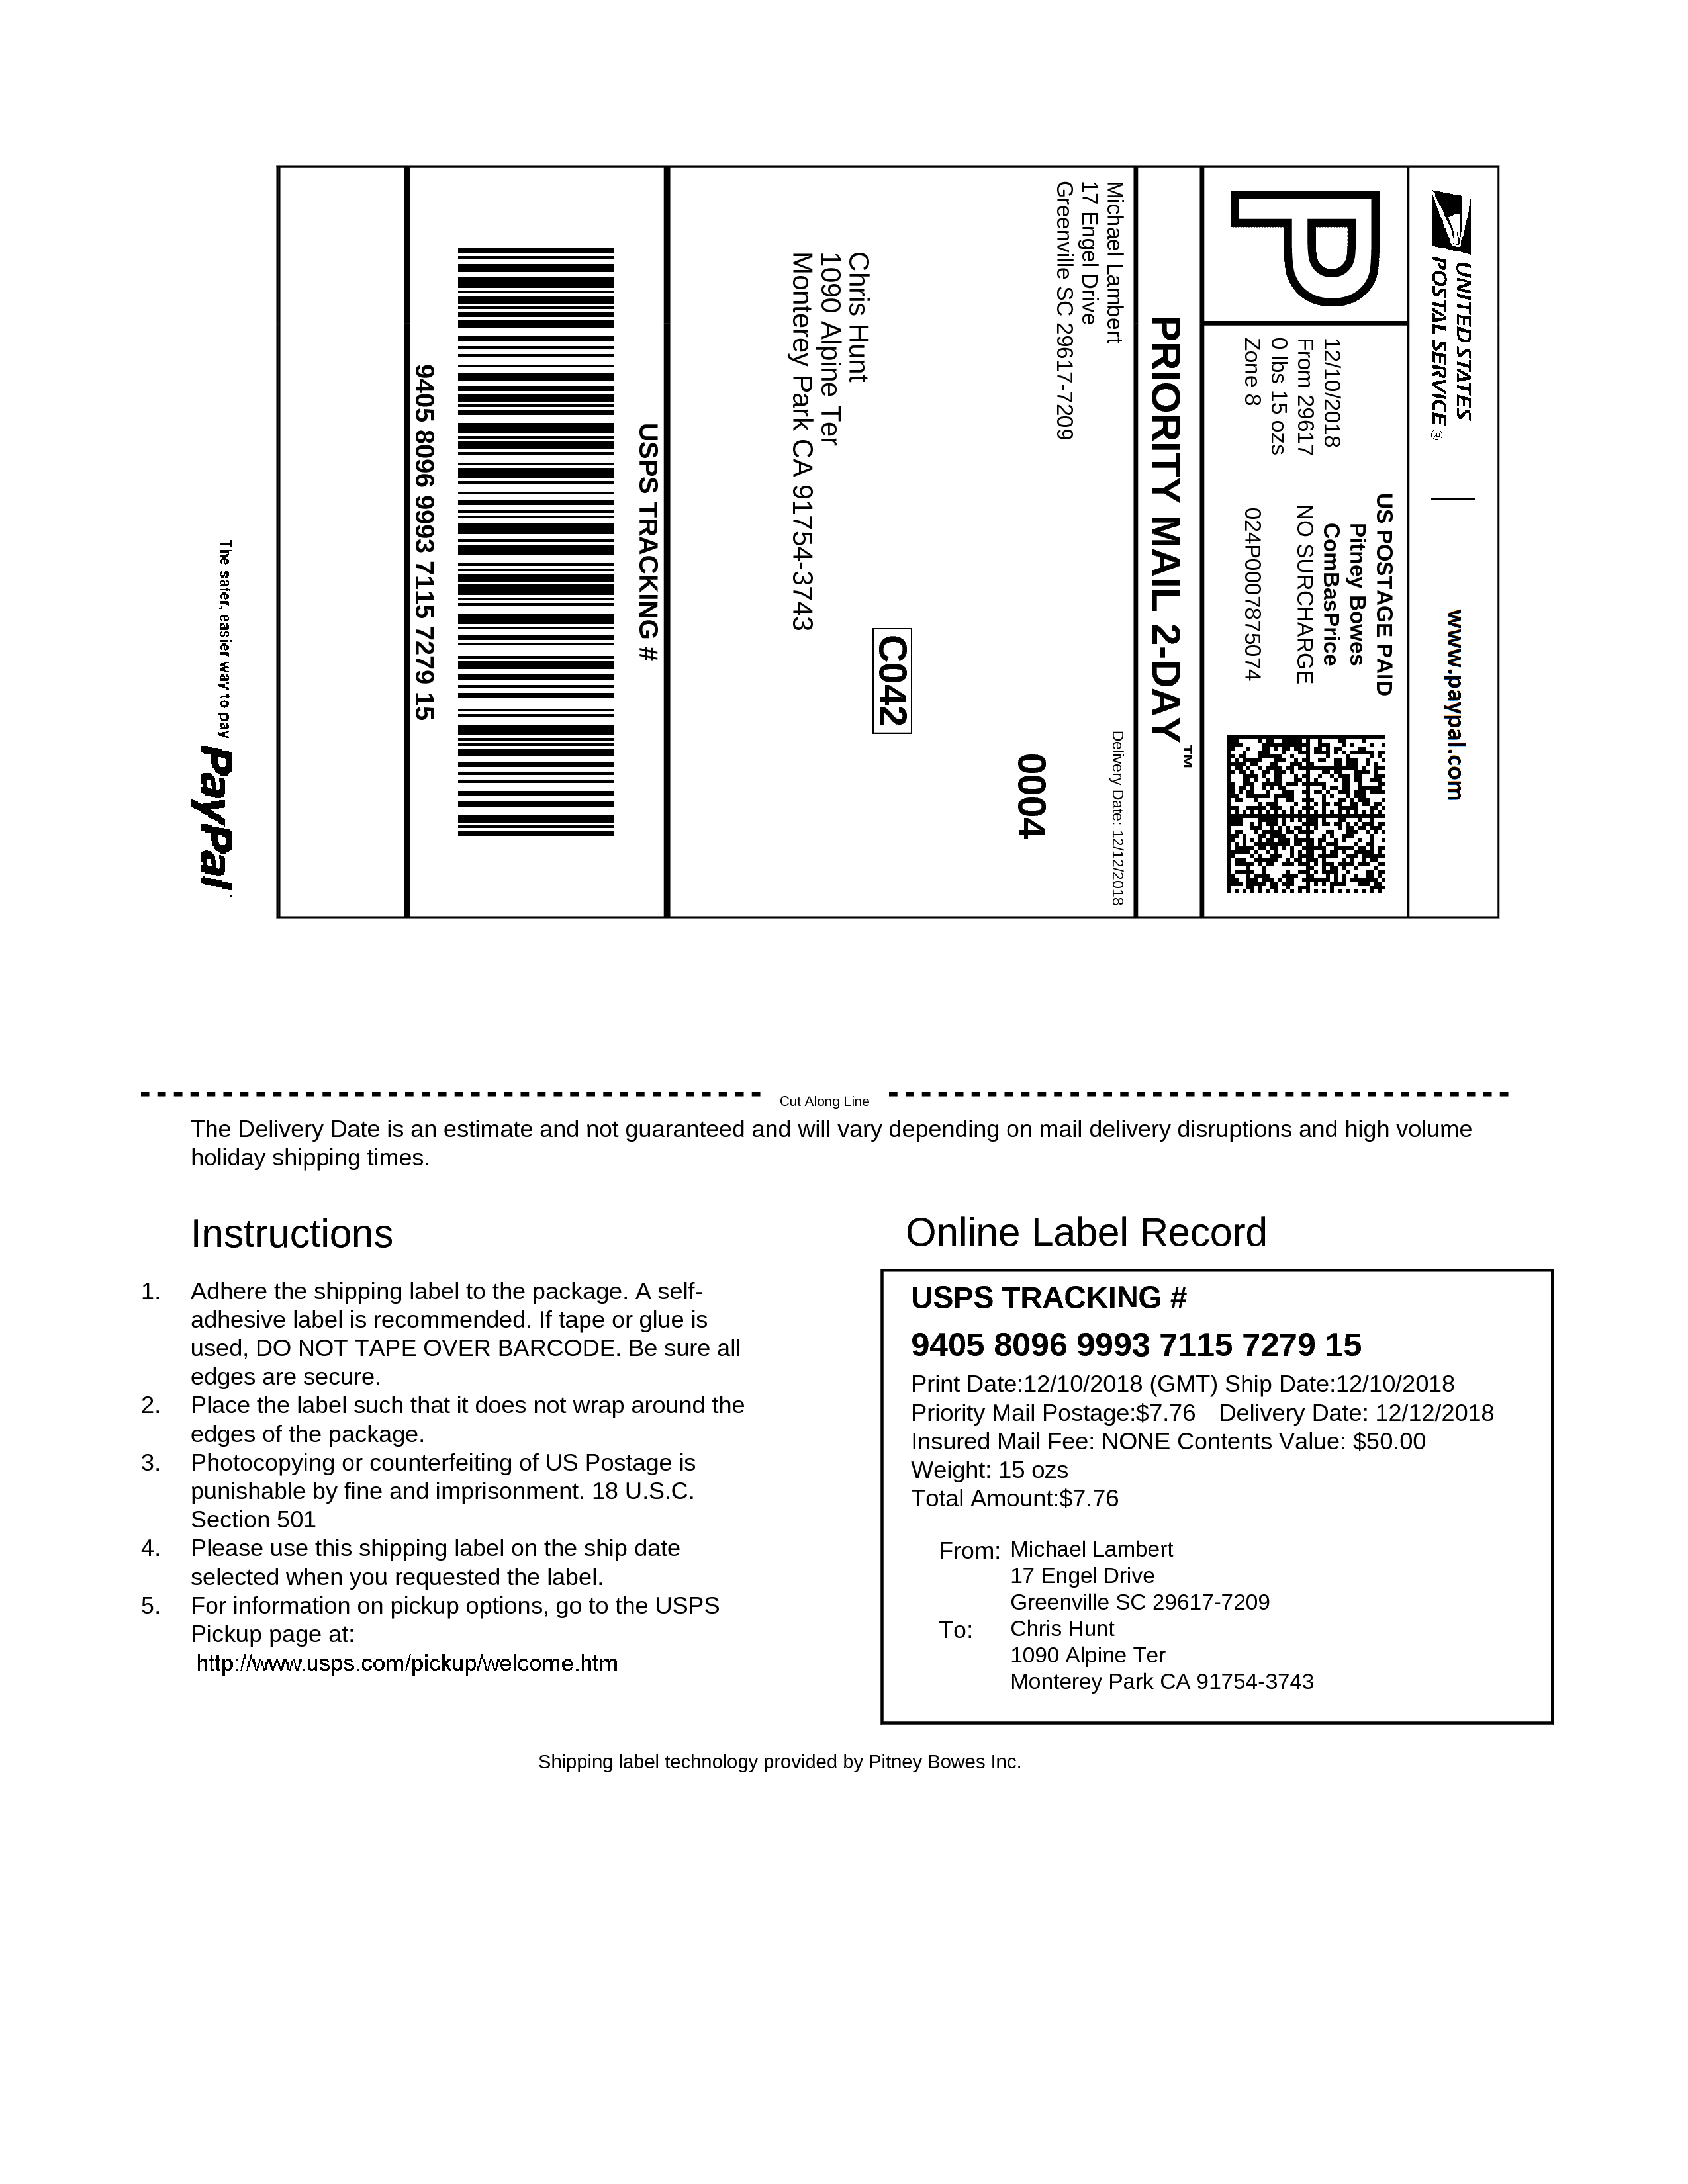 UNITED STATES
POSTAL SERVICE®
www.paypal.com
P
12/10/2018
From 29617
0 lbs 15 ozs
Zone 8
US POSTAGE PAID
Pitney Bowes
ComBasPrice
NO SURCHARGE
024P0007875074
PRIORITY MAIL 2-DAY™
Michael Lambert
17 Engel Drive
Greenville SC 29617-7209
Delivery Date: 12/12/2018
0004
C042
Chris Hunt
1090 Alpine Ter
Monterey Park CA 91754-3743
USPS TRACKING #
9405 8096 9993 7115 7279 15
The safer, easier way to pay PayPal
Cut Along Line
The Delivery Date is an estimate and not guaranteed and will vary depending on mail delivery disruptions and high volume
holiday shipping times.
Instructions
1. Adhere the shipping label to the package. A self-
adhesive label is recommended. If tape or glue is
used, DO NOT TAPE OVER BARCODE. Be sure all
edges are secure.
2. Place the label such that it does not wrap around the
edges of the package.
3. Photocopying or counterfeiting of US Postage is
punishable by fine and imprisonment. 18 U.S.C.
Section 501
4. Please use this shipping label on the ship date
selected when you requested the label.
5. For information on pickup options, go to the USPS
Pickup page at:
http://www.usps.com/pickup/welcome.htm
Online Label Record
USPS TRACKING #
9405 8096 9993 7115 7279 15
Print Date:12/10/2018 (GMT) Ship Date:12/10/2018
Priority Mail Postage:$7.76 Delivery Date: 12/12/2018
Insured Mail Fee: NONE Contents Value: $50.00
Weight: 15 ozs
Total Amount:$7.76
From: Michael Lambert
17 Engel Drive
Greenville SC 29617-7209
To: Chris Hunt
1090 Alpine Ter
Monterey Park CA 91754-3743
Shipping label technology provided by Pitney Bowes Inc.